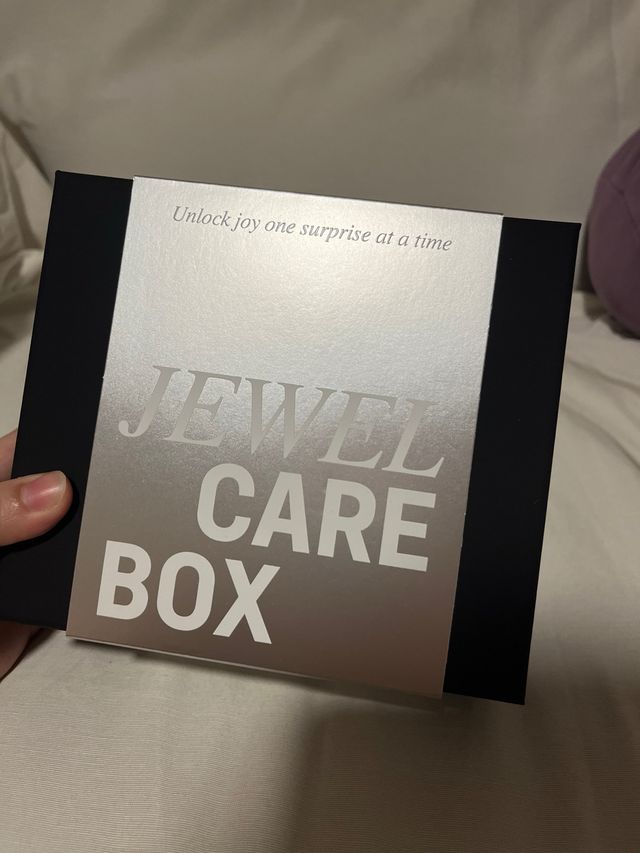 Unlock joy one surprise at a time
JEWEL
CARE
BOX